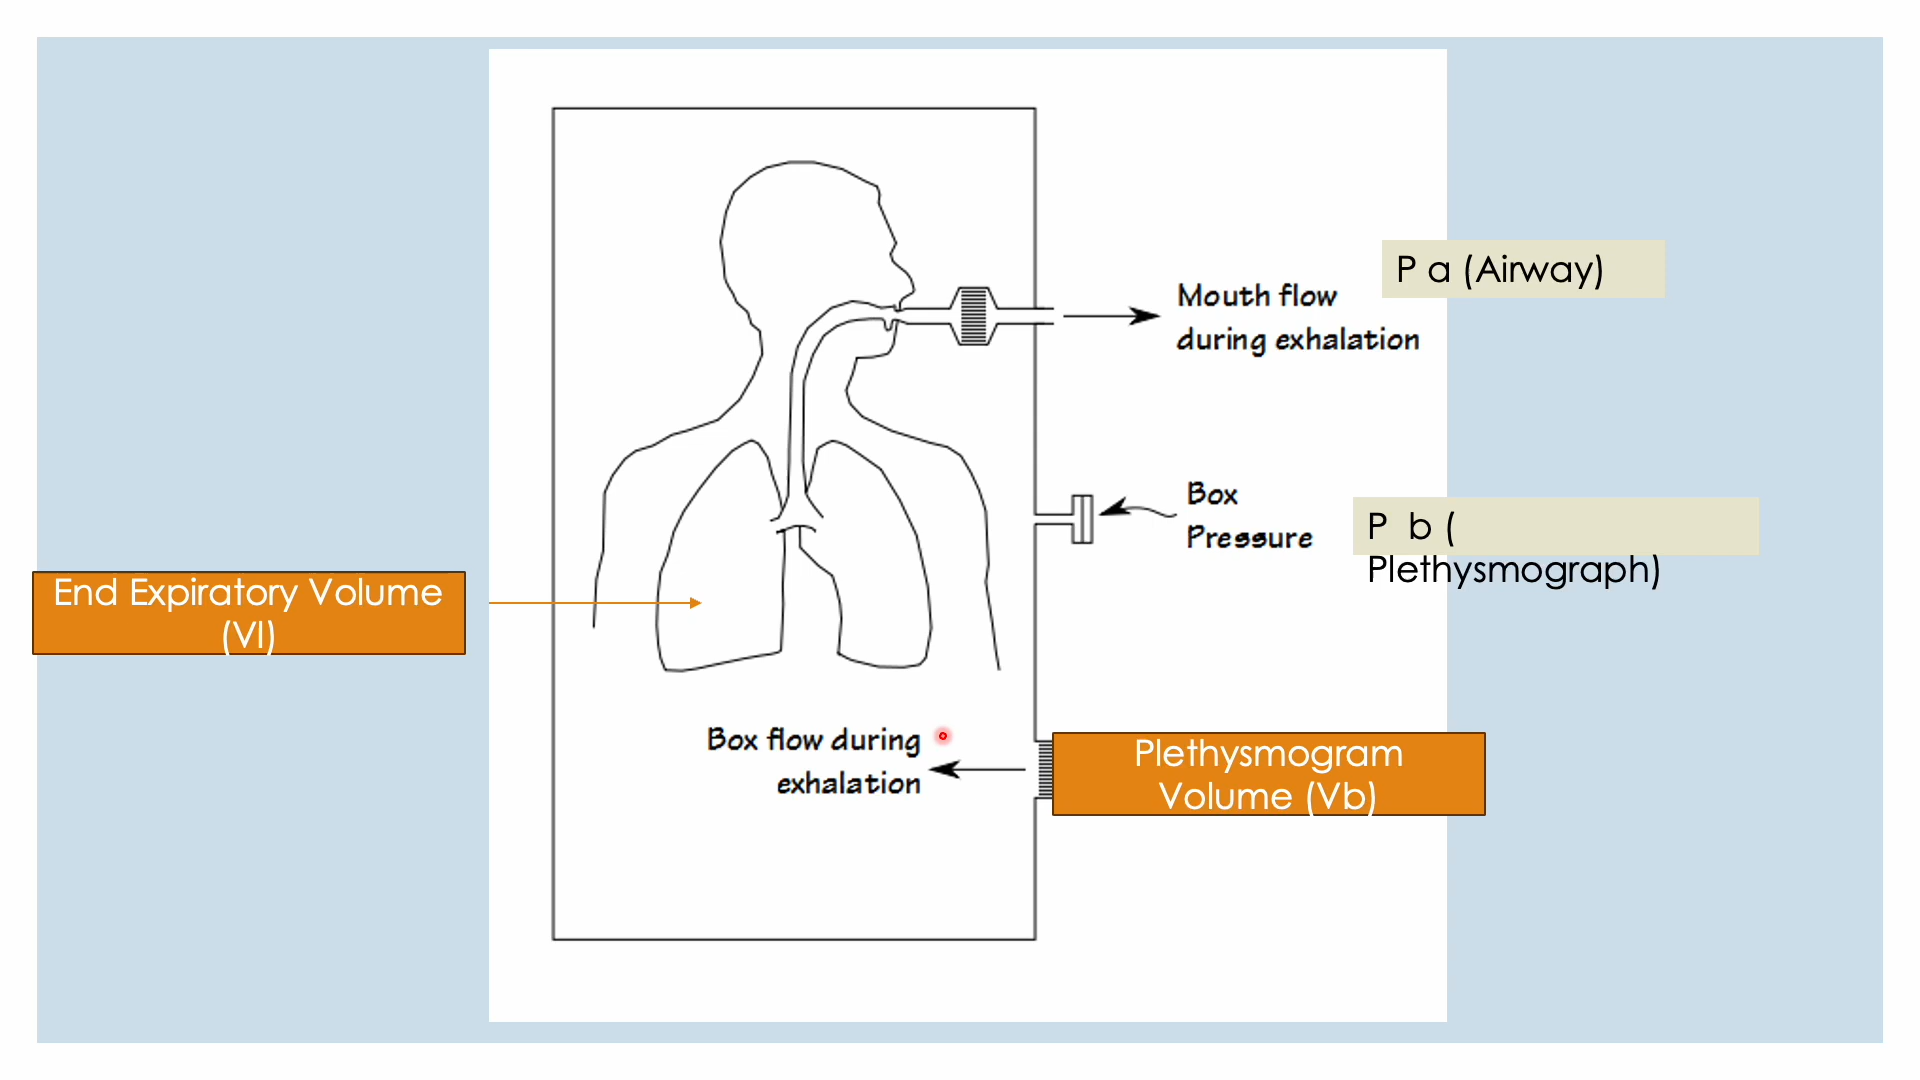 P a (Airway)
Mouth flow
during exhalation
Box
Pressure
P  b (
Plethysmograph)
End Expiratory Volume
(Vl)
Box flow during
exhalation
Plethysmogram
Volume (Vb)